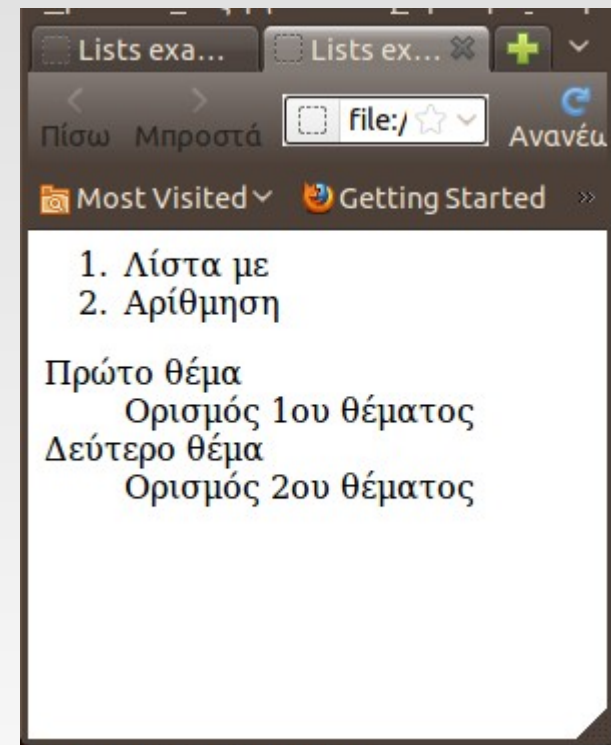 Lists exa... Lists ex...
Πίσω Μπροστά file:/ Ανανέω
Most Visited Getting Started »
1. Λίστα με
2. Αρίθμηση
Πρώτο θέμα
Ορισμός 1ου θέματος
Δεύτερο θέμα
Ορισμός 2ου θέματος